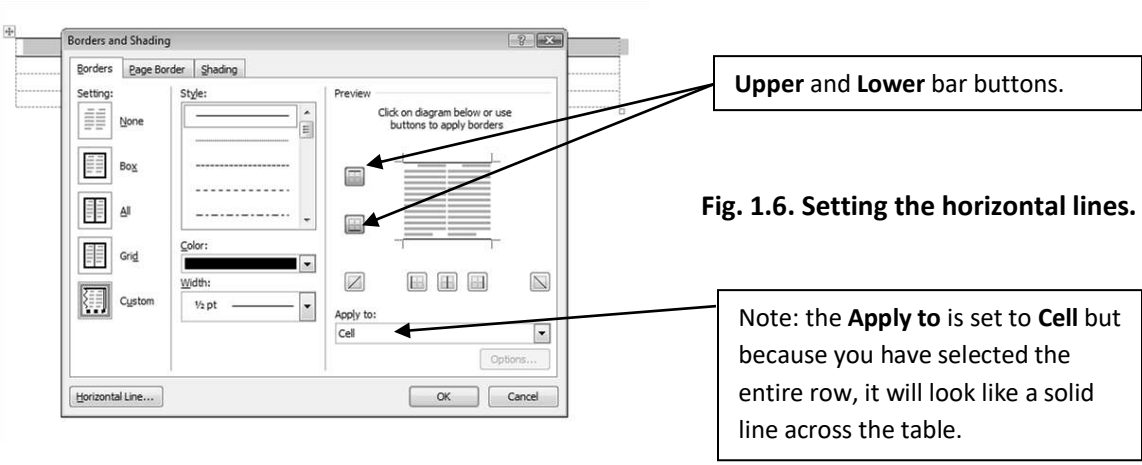 Borders and Shading
Borders Page Border Shading
Setting:
None
Box
All
Grid
Custom
Style:
Color:
Width:
½ pt
Preview
Click on diagram below or use
buttons to apply borders
Apply to:
Cell
Options...
Horizontal Line...
OK
Cancel
Upper and Lower bar buttons.
Fig. 1.6. Setting the horizontal lines.
Note: the Apply to is set to Cell but
because you have selected the
entire row, it will look like a solid
line across the table.